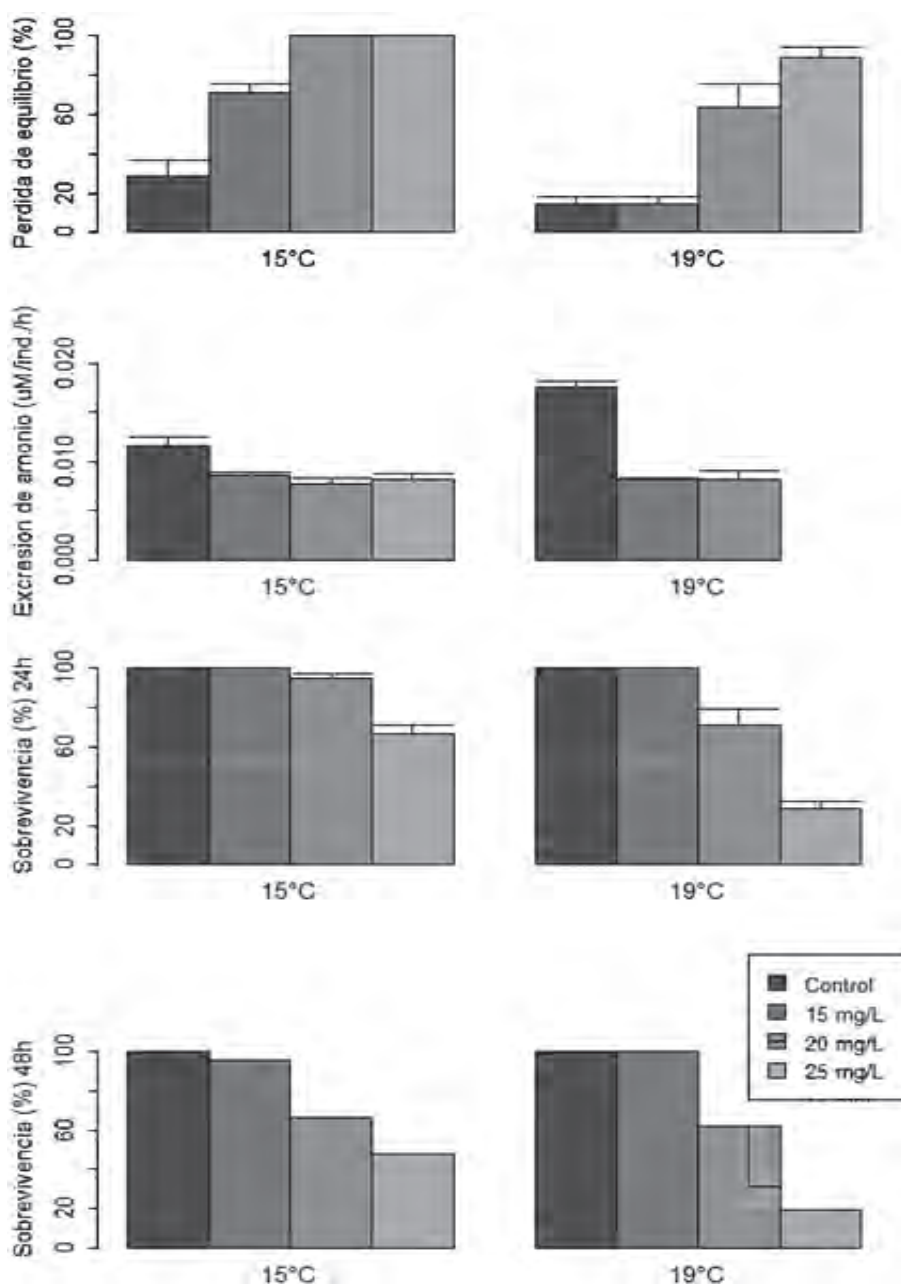 Perdida de equilibrio (%)
0
20
60
100
15°C
19°C
Excresion de amonio (uM/ind./h)
0.000
0.010
0.020
15°C
19°C
Sobrevivencia (%) 24h
0
20
60
100
15°C
19°C
Sobrevivencia (%) 48h
0
20
60
100
15°C
19°C
Control
15 mg/L
20 mg/L
25 mg/L